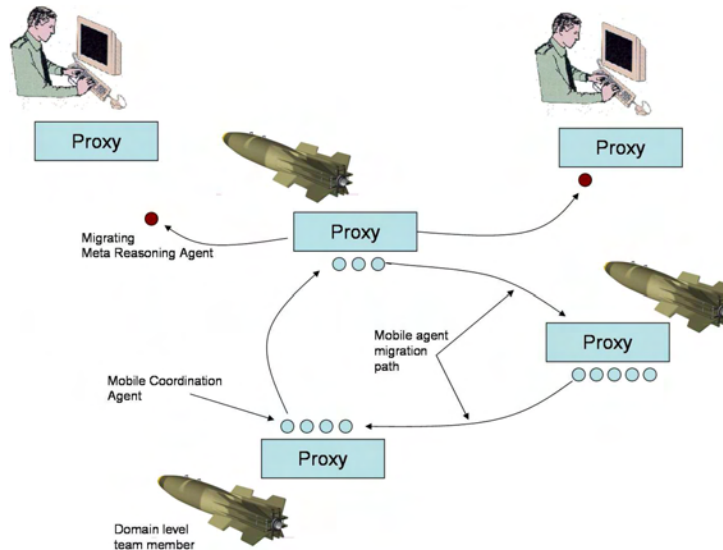 Proxy
Proxy
Proxy
Migrating
Meta Reasoning Agent
Proxy
Mobile agent
migration
path
Mobile Coordination
Agent
Proxy
Domain level
team member